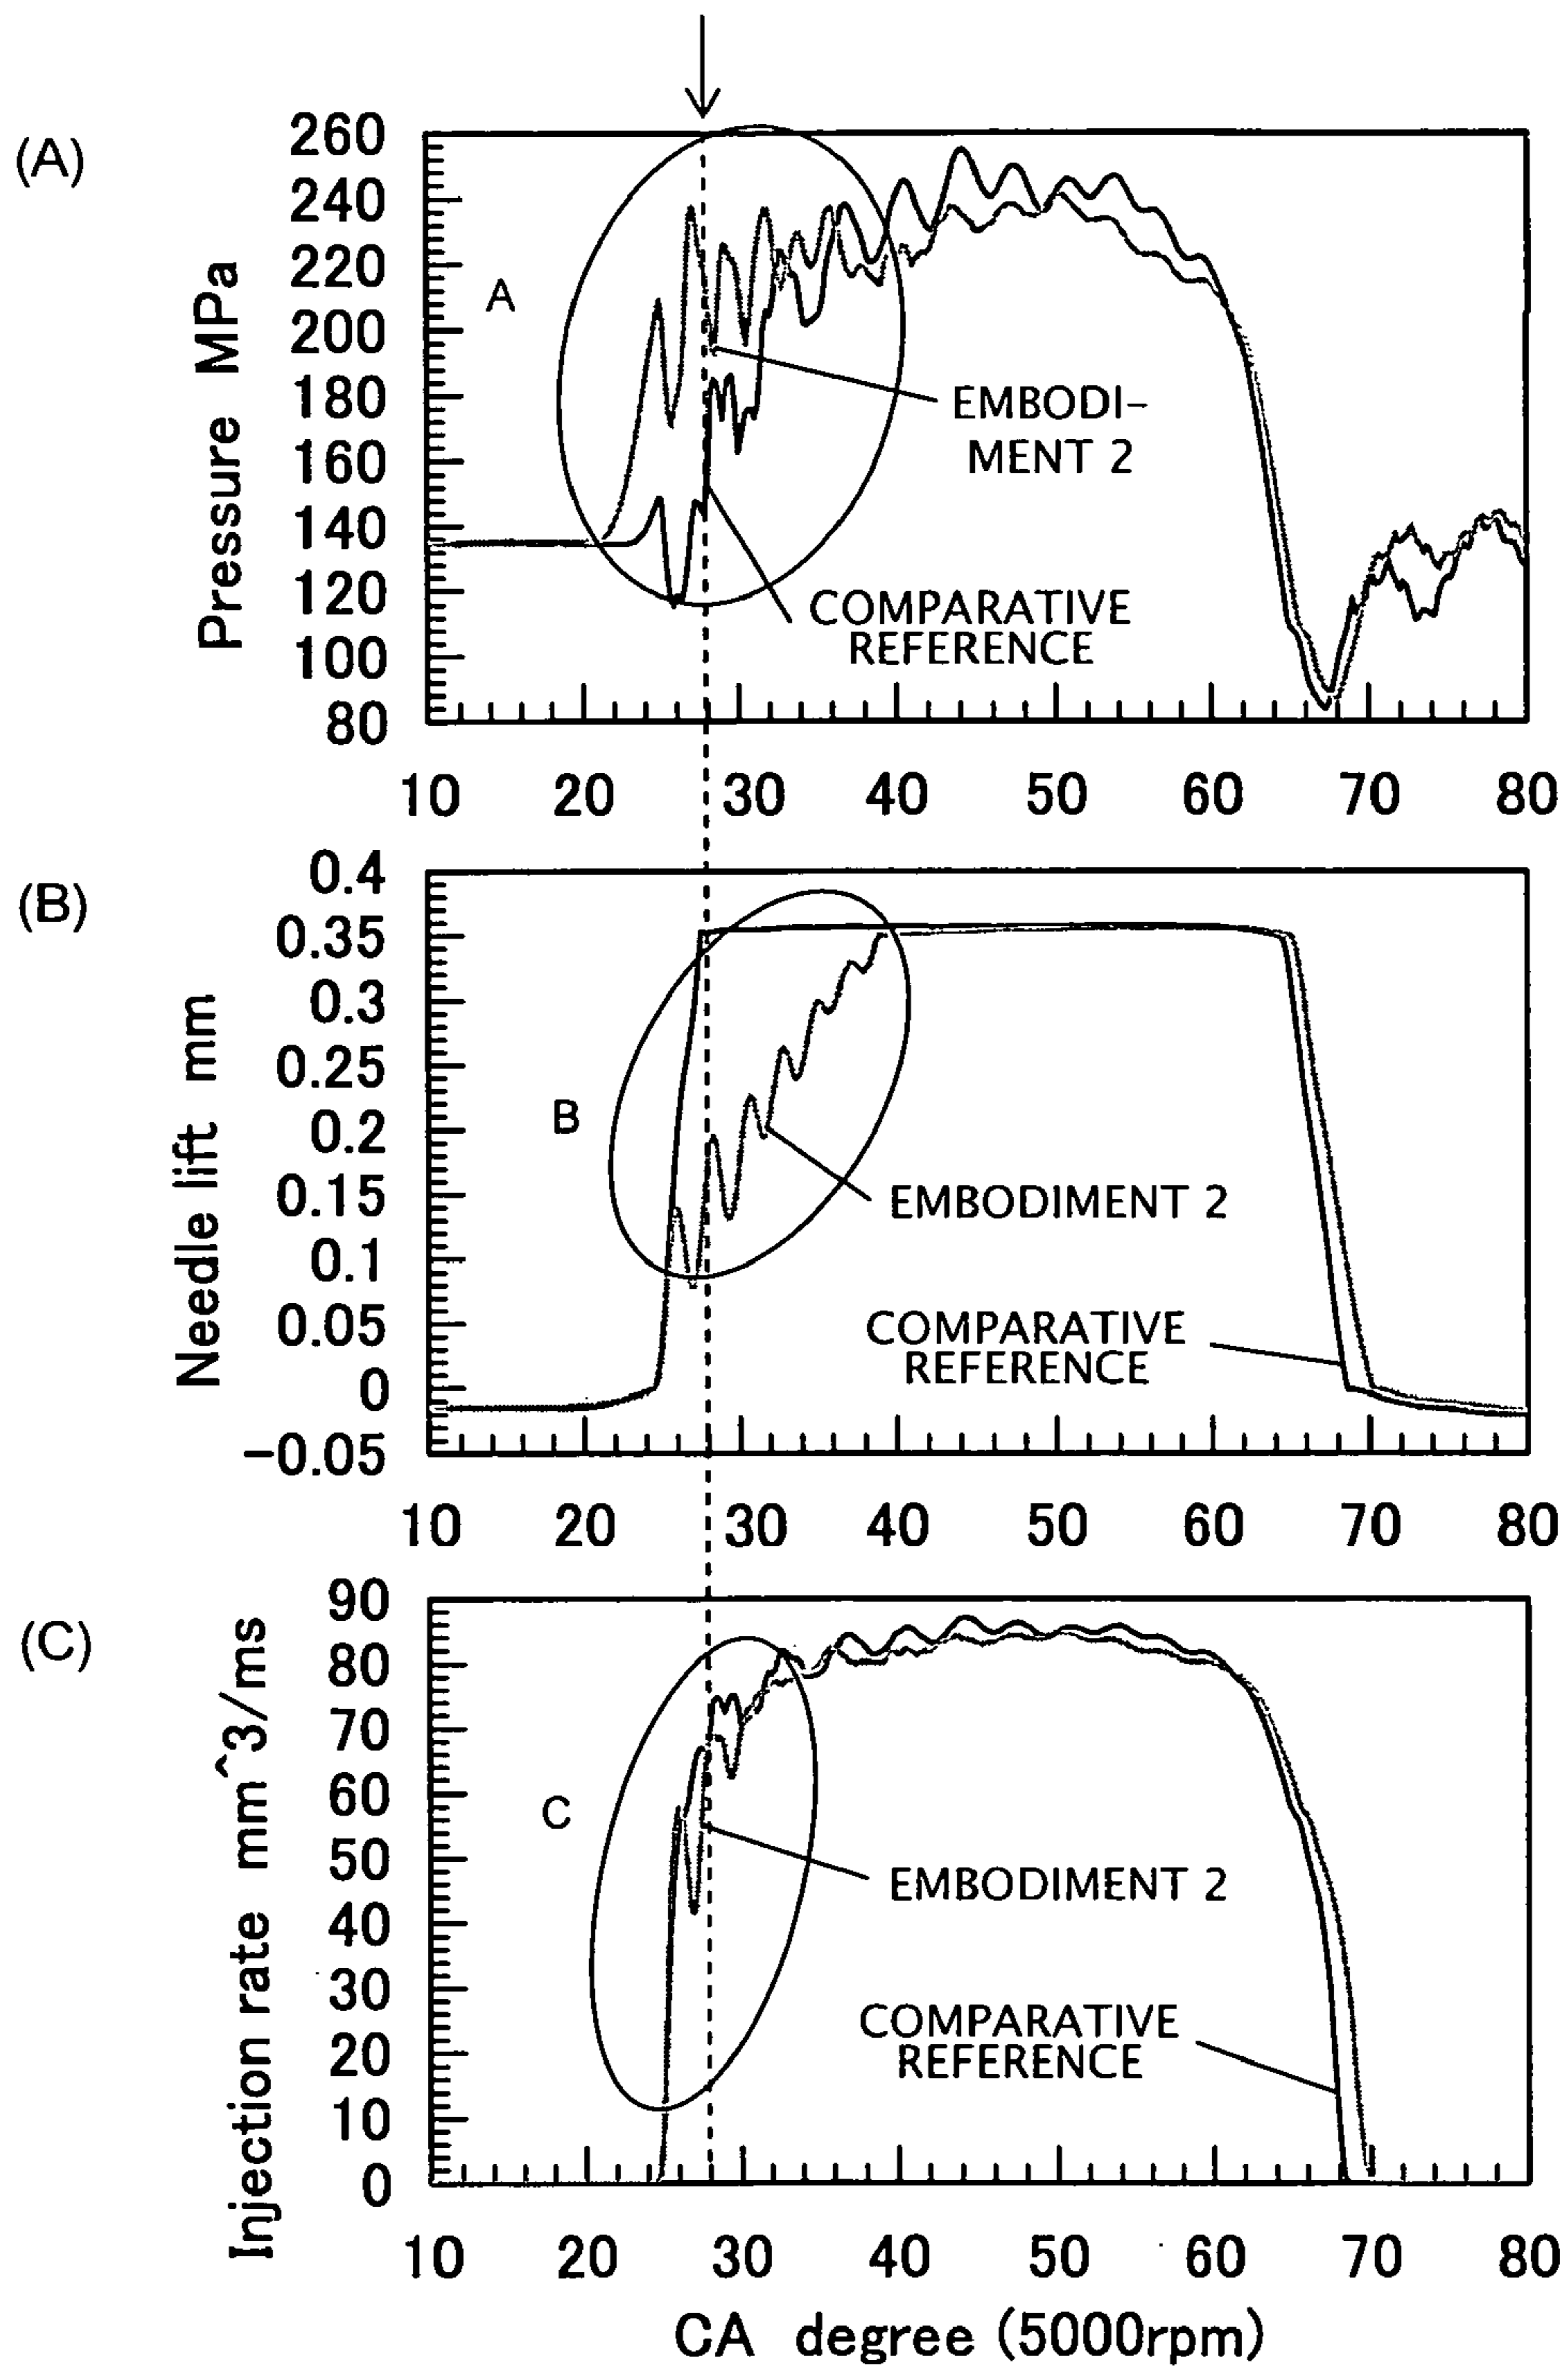 (A)
Pressure MPa
260
240
220
200
180
160
140
120
100
80
A
EMBODI-
MENT 2
COMPARATIVE
REFERENCE
10 20 30 40 50 60 70 80
(B)
Needle lift mm
0.4
0.35
0.3
0.25
0.2
0.15
0.1
0.05
0
-0.05
B
EMBODIMENT 2
COMPARATIVE
REFERENCE
10 20 30 40 50 60 70 80
(C)
Injection rate mm^3/ms
90
80
70
60
50
40
30
20
10
0
C
EMBODIMENT 2
COMPARATIVE
REFERENCE
10 20 30 40 50 60 70 80
CA degree (5000rpm)